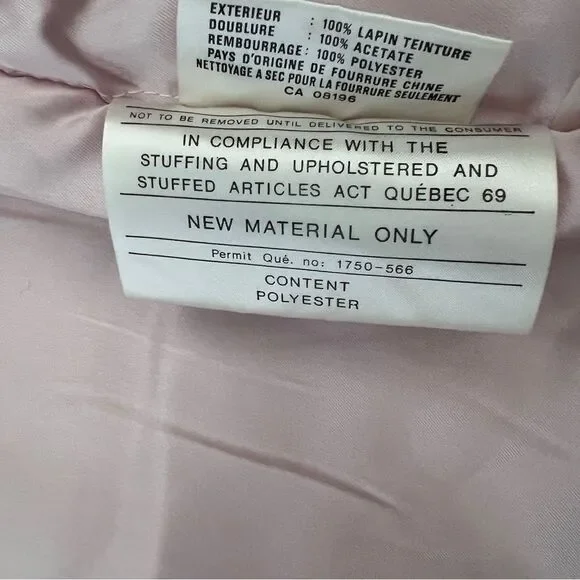 EXTERIEUR : 100% LAPIN TEINTURE
DOUBLURE : 100% ACETATE
REMBOURRAGE: 100% POLYESTER
PAYS D'ORIGINE DE FOURRURE CHINE
NETTOYAGE A SEC POUR LA FOURRURE SEULEMENT
CA 08196
NOT TO BE REMOVED UNTIL DELIVERED TO THE CONSUMER
IN COMPLIANCE WITH THE
STUFFING AND UPHOLSTERED AND
STUFFED ARTICLES ACT QUÉBEC 69
NEW MATERIAL ONLY
Permit Qué. no: 1750-566
CONTENT
POLYESTER